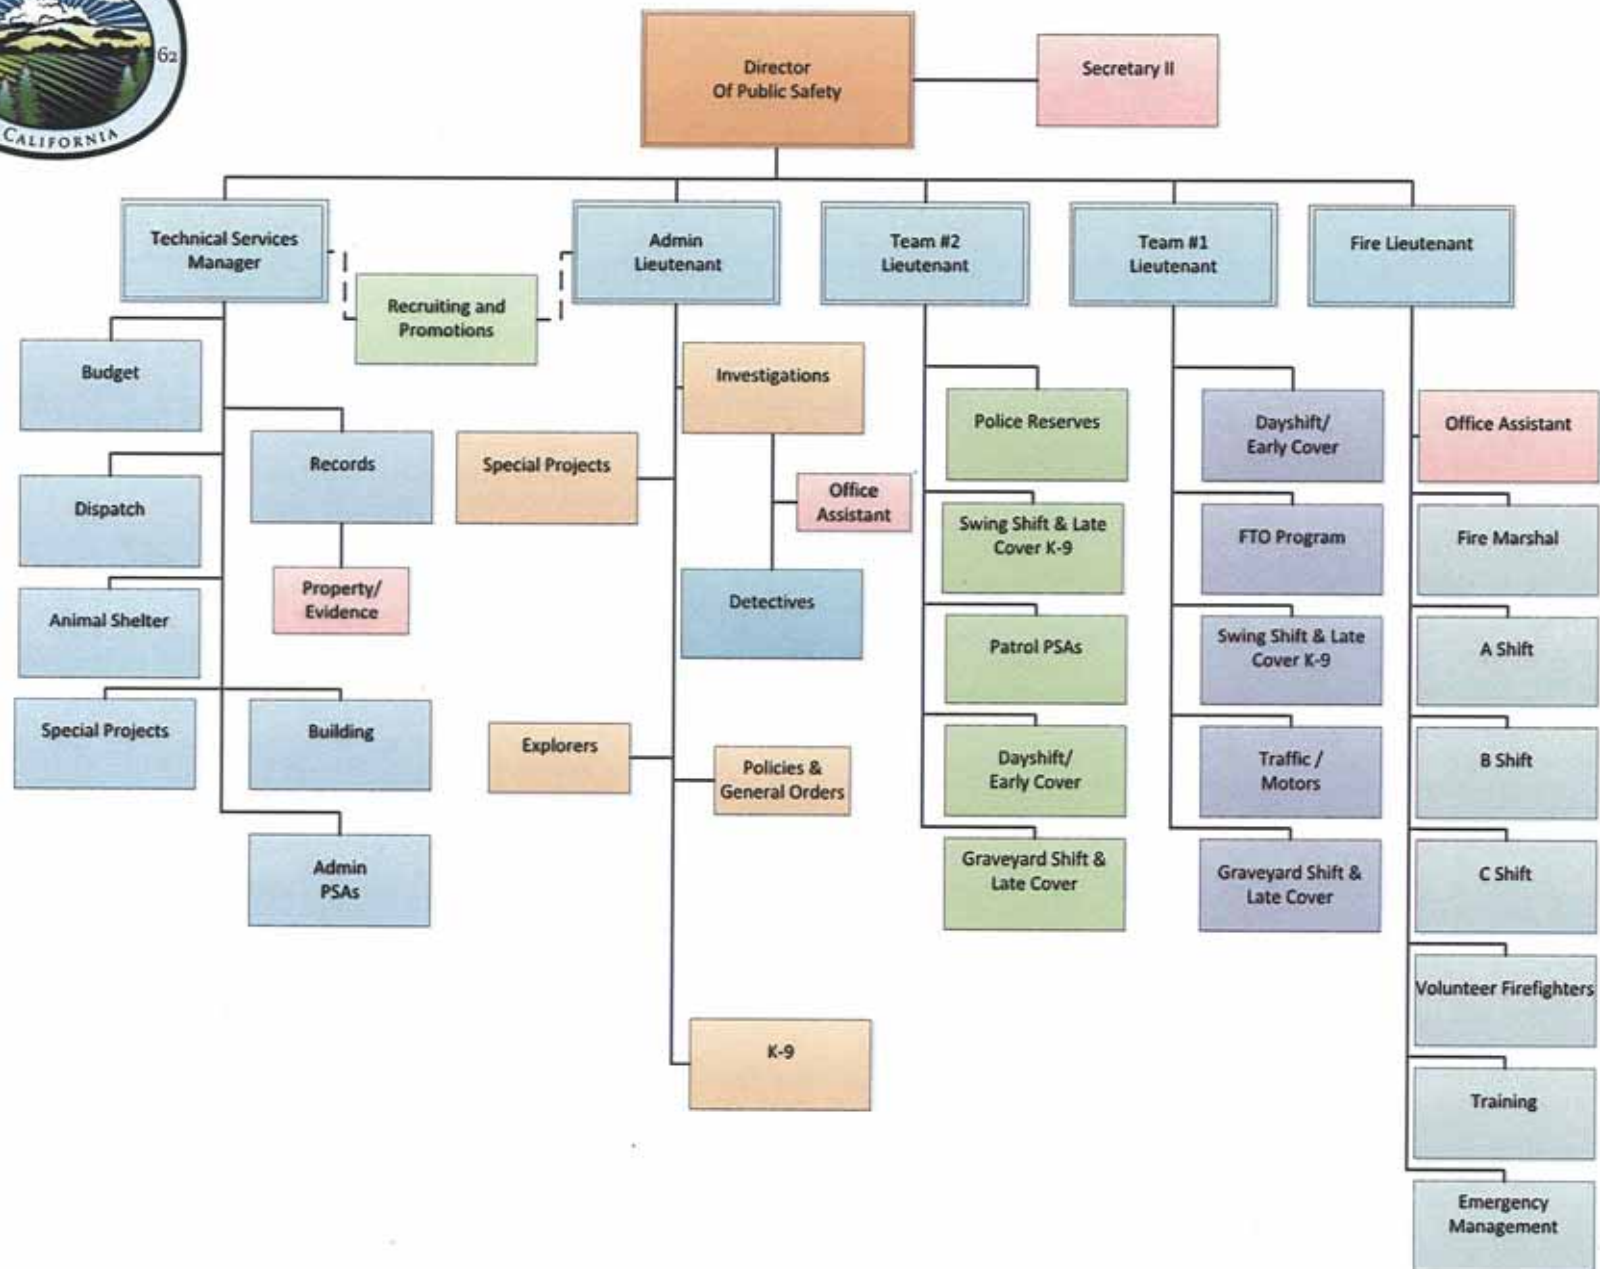 62
CALIFORNIA
Director
Of Public Safety
Secretary II
Technical Services
Manager
Admin
Lieutenant
Team #2
Lieutenant
Team #1
Lieutenant
Fire Lieutenant
Recruiting and
Promotions
Budget
Records
Dispatch
Property/
Evidence
Animal Shelter
Special Projects
Building
Admin
PSAs
Investigations
Special Projects
Office
Assistant
Detectives
Explorers
Policies &
General Orders
K-9
Police Reserves
Swing Shift & Late
Cover K-9
Patrol PSAs
Dayshift/
Early Cover
Graveyard Shift &
Late Cover
Dayshift/
Early Cover
FTO Program
Swing Shift & Late
Cover K-9
Traffic /
Motors
Graveyard Shift &
Late Cover
Office Assistant
Fire Marshal
A Shift
B Shift
C Shift
Volunteer Firefighters
Training
Emergency
Management